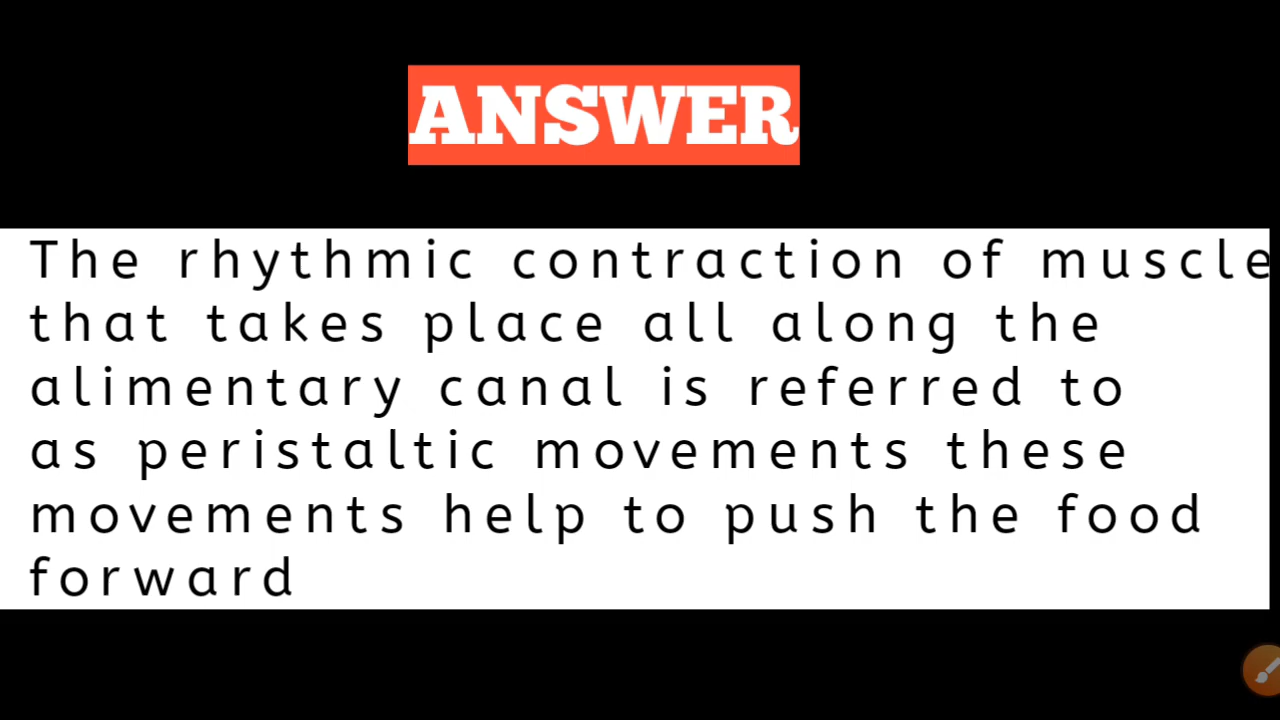 ANSWER
The rhythmic contraction of muscle
that takes place all along the
alimentary canal is referred to
as peristaltic movements these
movements help to push the food
forward